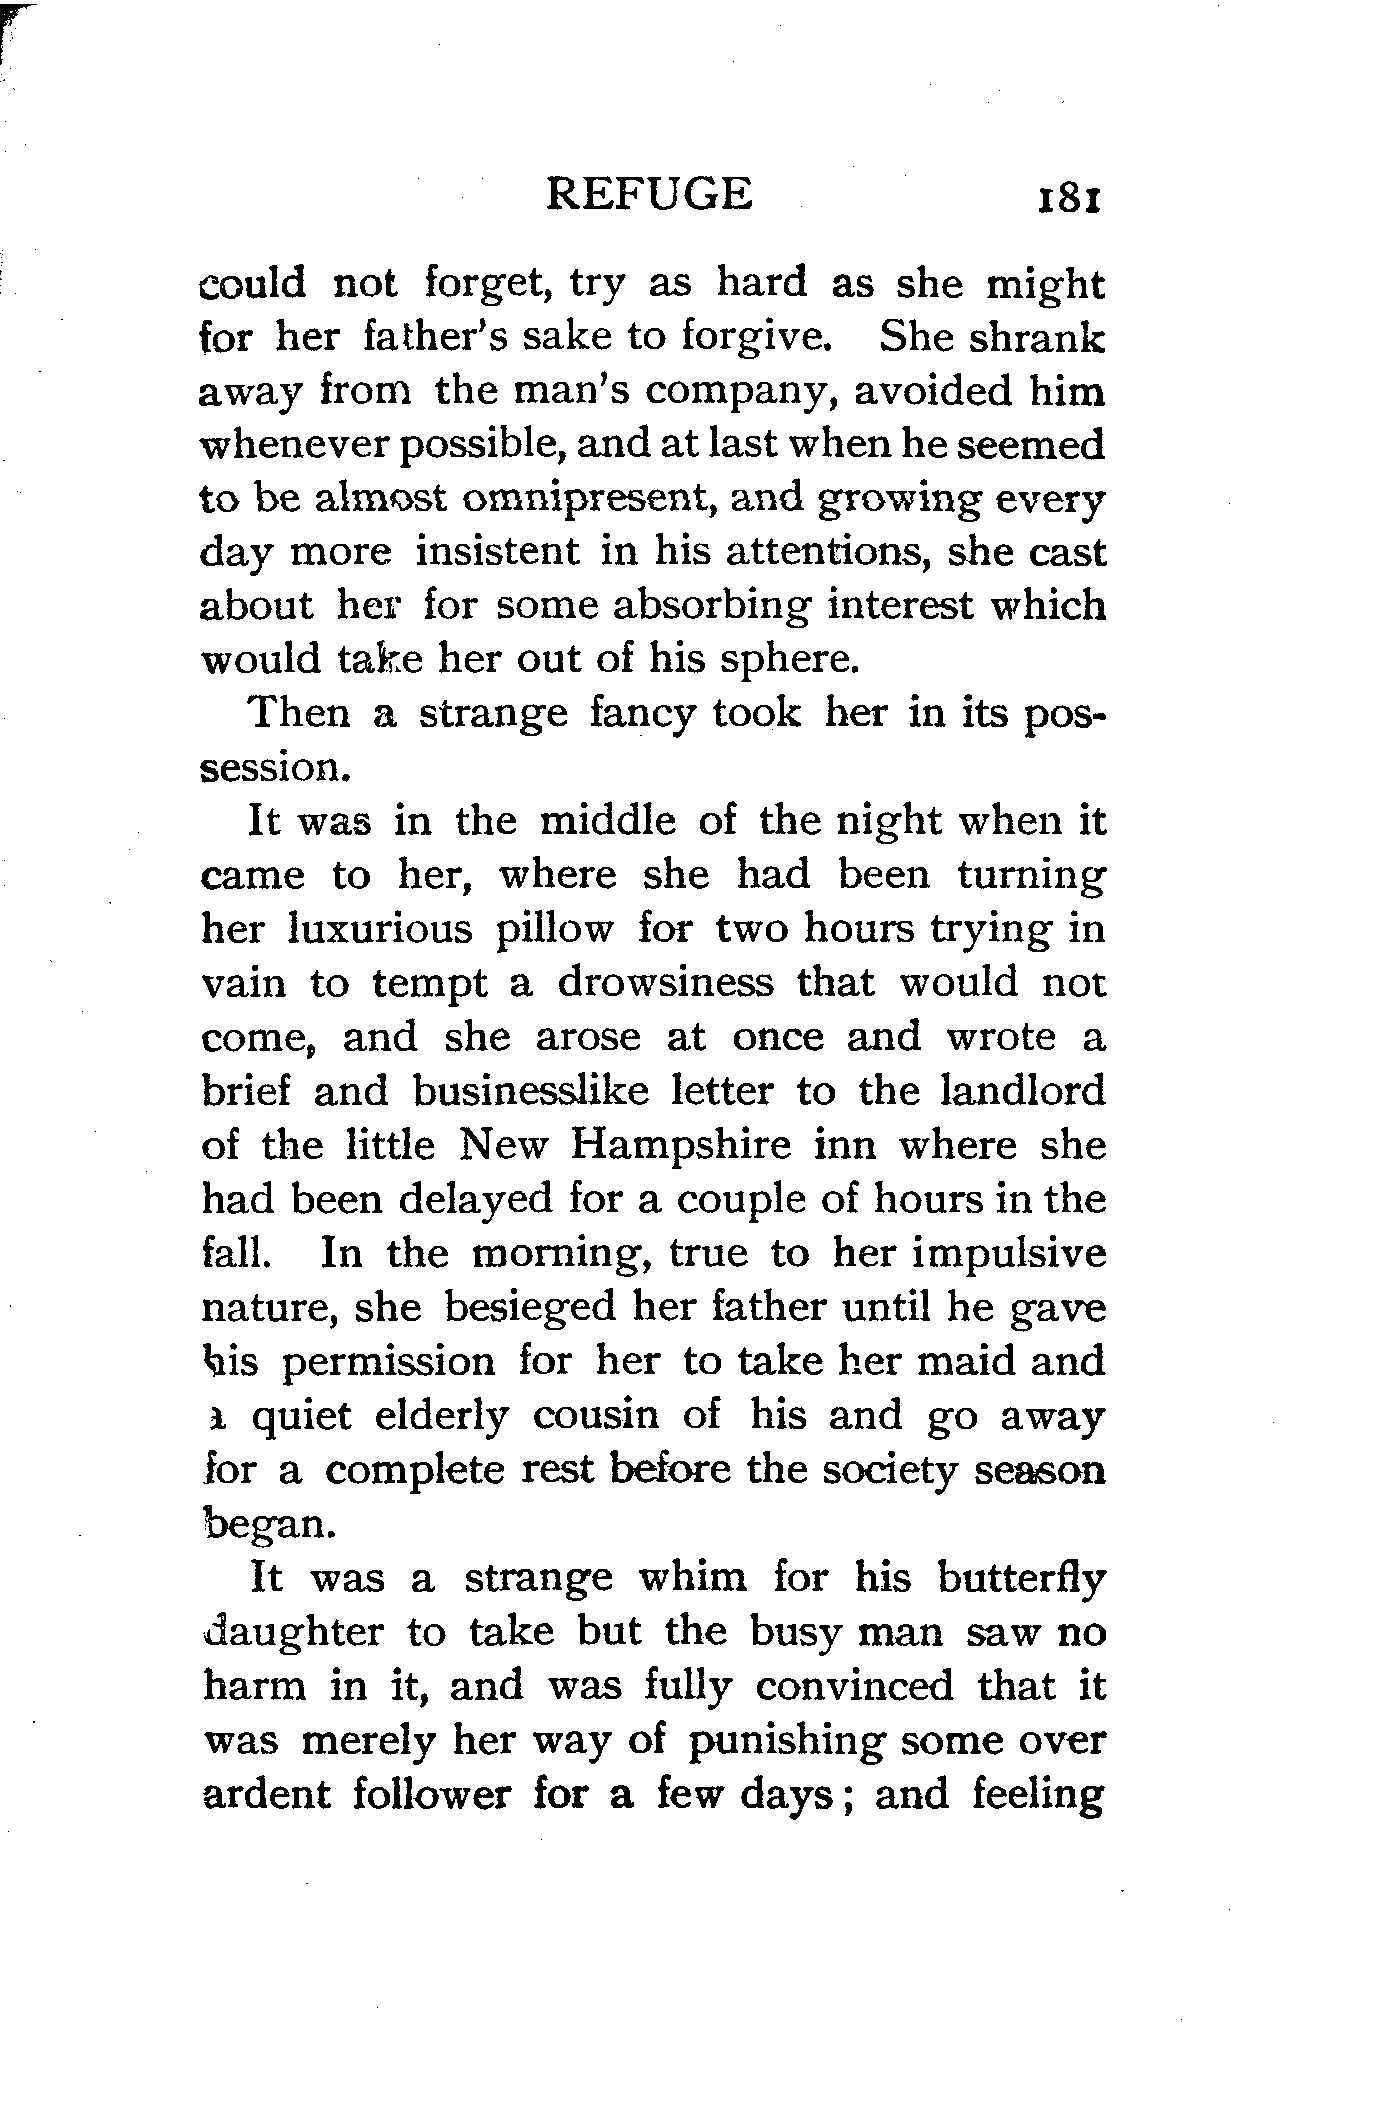 REFUGE 181
could not forget, try as hard as she might
for her father's sake to forgive. She shrank
away from the man's company, avoided him
whenever possible, and at last when he seemed
to be almost omnipresent, and growing every
day more insistent in his attentions, she cast
about her for some absorbing interest which
would take her out of his sphere.
Then a strange fancy took her in its pos-
session.
It was in the middle of the night when it
came to her, where she had been turning
her luxurious pillow for two hours trying in
vain to tempt a drowsiness that would not
come, and she arose at once and wrote a
brief and businesslike letter to the landlord
of the little New Hampshire inn where she
had been delayed for a couple of hours in the
fall. In the morning, true to her impulsive
nature, she besieged her father until he gave
his permission for her to take her maid and
a quiet elderly cousin of his and go away
for a complete rest before the society season
began.
It was a strange whim for his butterfly
daughter to take but the busy man saw no
harm in it, and was fully convinced that it
was merely her way of punishing some over
ardent follower for a few days; and feeling